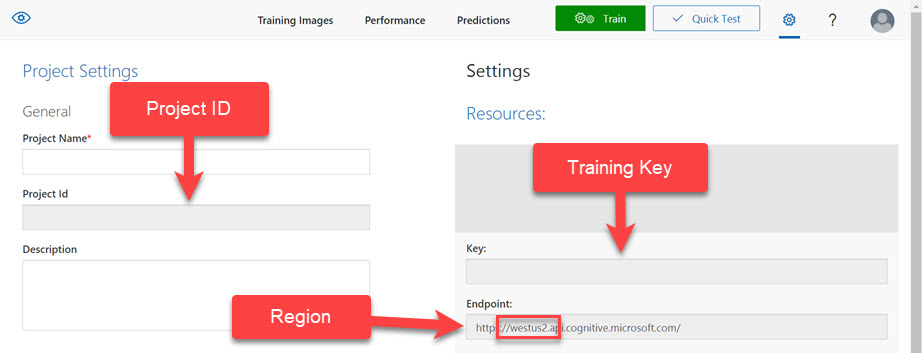 Training Images
Performance
Predictions
Train
Quick Test
?
Project Settings
Settings
General
Project ID
Resources:
Project Name*
Training Key
Project Id
Description
Key:
Endpoint:
Region
https://westus2.api.cognitive.microsoft.com/